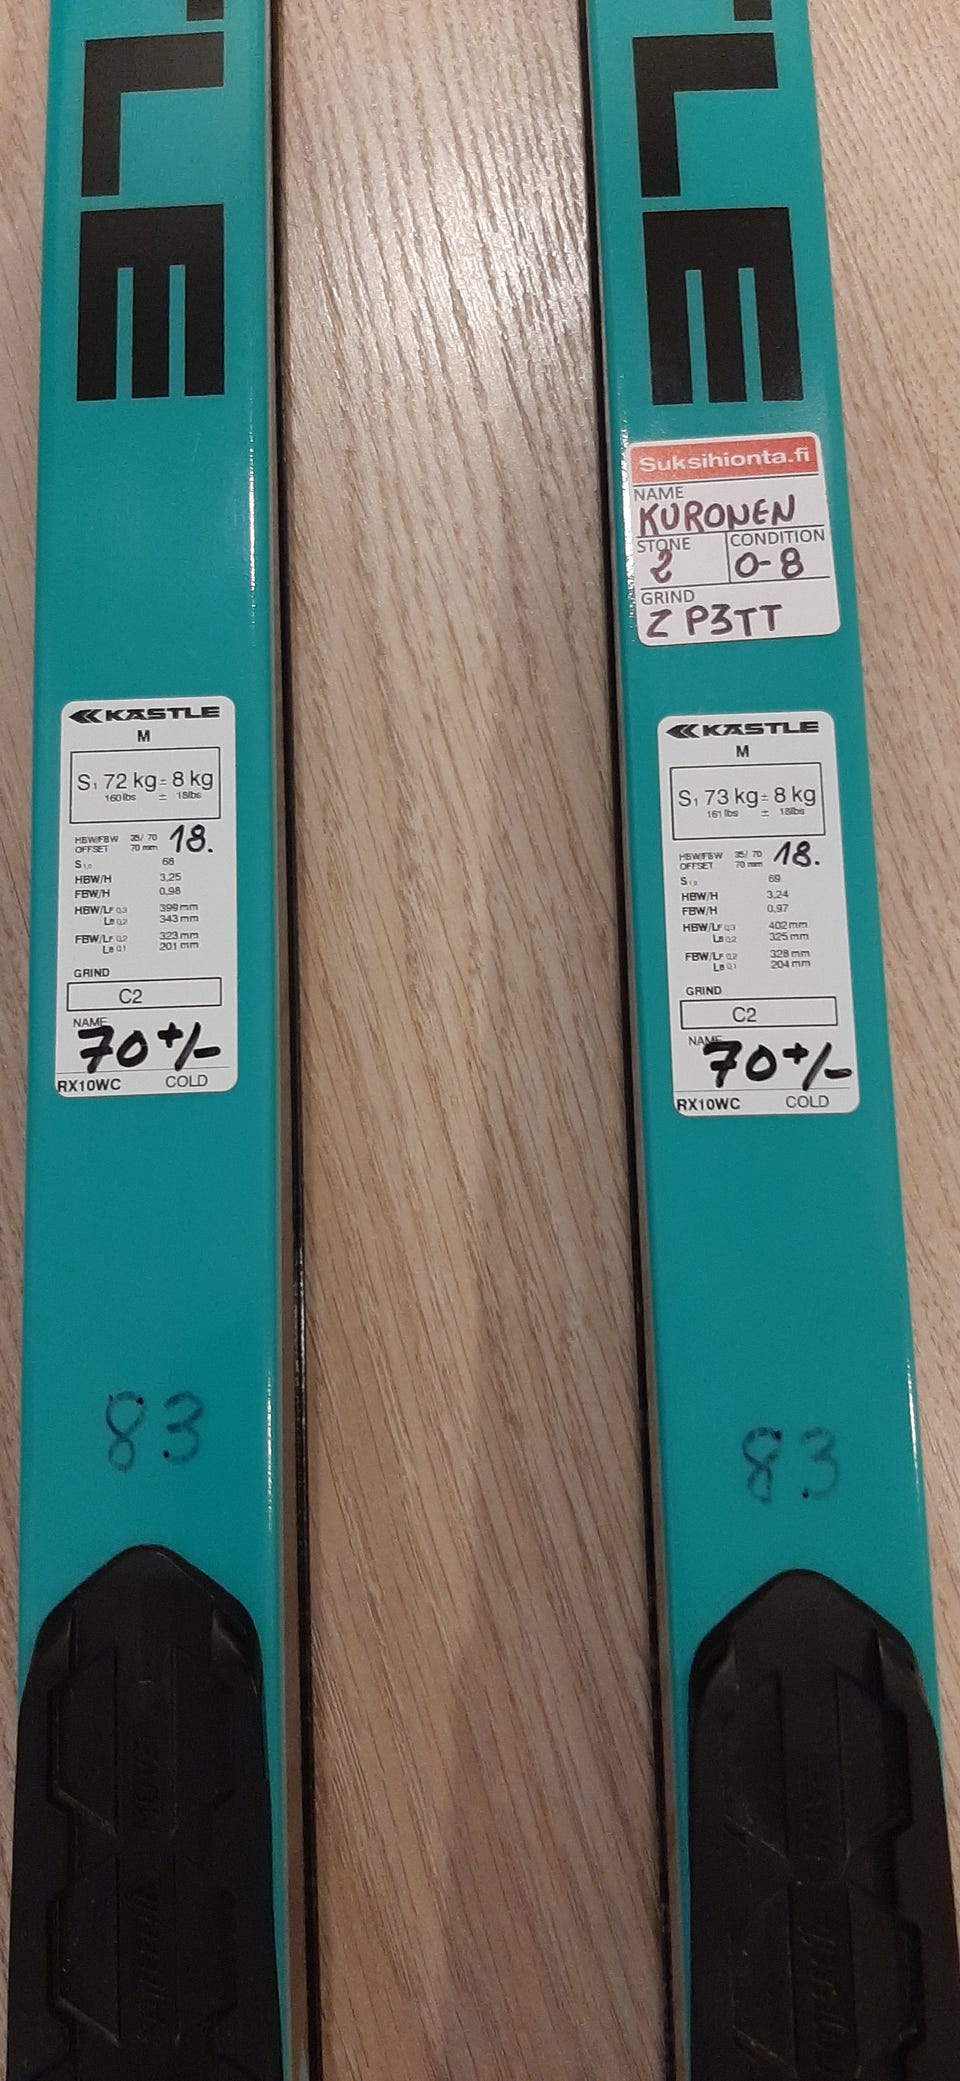 TLE
TLE
Suksihionta.fi
NAME
KURONEN
STONE CONDITION
2 0-8
GRIND
Z P3TT
KÄSTLE
M
S1 72 kg ± 8 kg
160 lbs ± 18lbs
HBW/FBW 35/ 70
OFFSET 70 mm 18.
S1,0 68
HBW/H 3,25
FBW/H 0,98
HBW/LF 0,3 399 mm
LB 0,2 343 mm
FBW/LF 0,2 323 mm
LB 0,1 201 mm
GRIND
C2
NAME
70 +/-
RX10WC COLD
KÄSTLE
M
S1 73 kg ± 8 kg
161 lbs ± 18lbs
HBW/FBW 35/ 70
OFFSET 70 mm 18.
S1,0 69
HBW/H 3,24
FBW/H 0,97
HBW/LF 0,3 402 mm
LB 0,2 325 mm
FBW/LF 0,2 328 mm
LB 0,1 204 mm
GRIND
C2
NAME
70 +/-
RX10WC COLD
83
83
MOVE